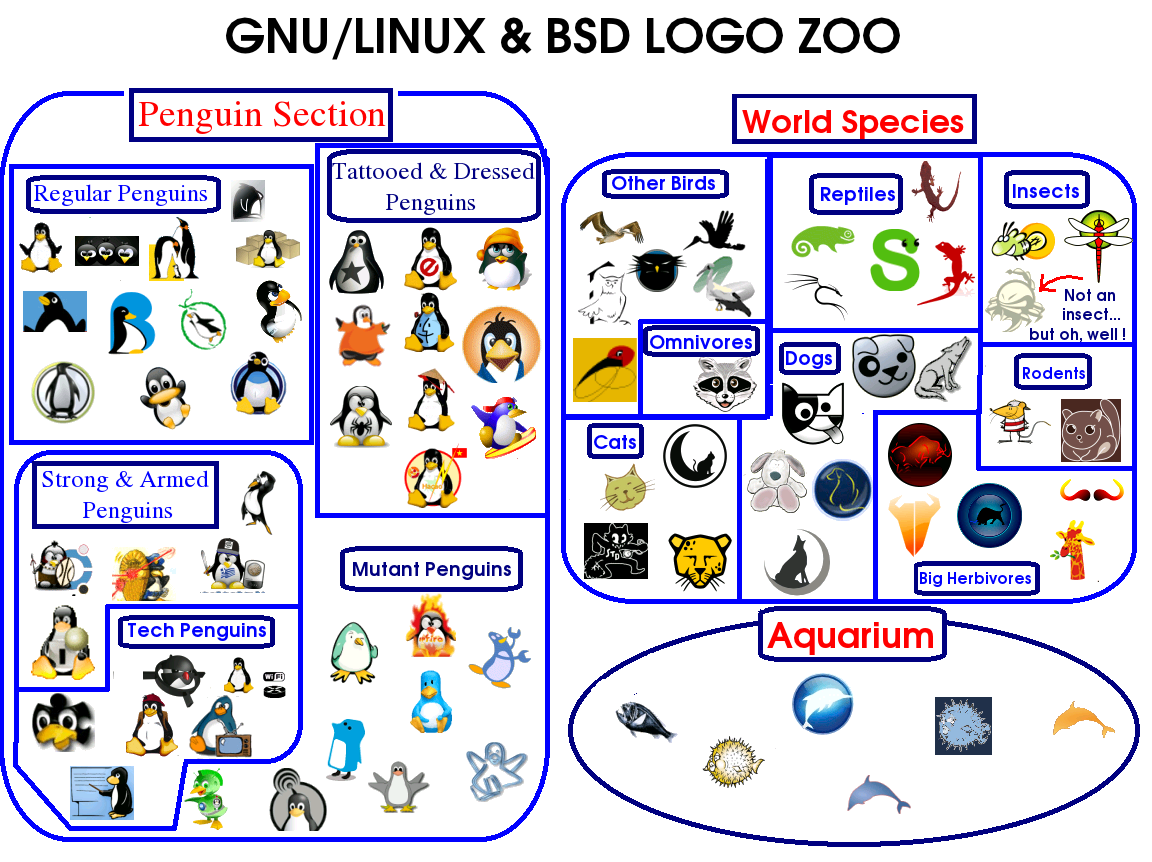 GNU/LINUX & BSD LOGO ZOO
Penguin Section
Regular Penguins
Tattooed & Dressed
Penguins
Strong & Armed
Penguins
Tech Penguins
WiFi
Mutant Penguins
World Species
Other Birds
Reptiles
S
Insects
Not an
insect...
but oh, well !
Omnivores
Dogs
Rodents
Cats
STD
Big Herbivores
Aquarium